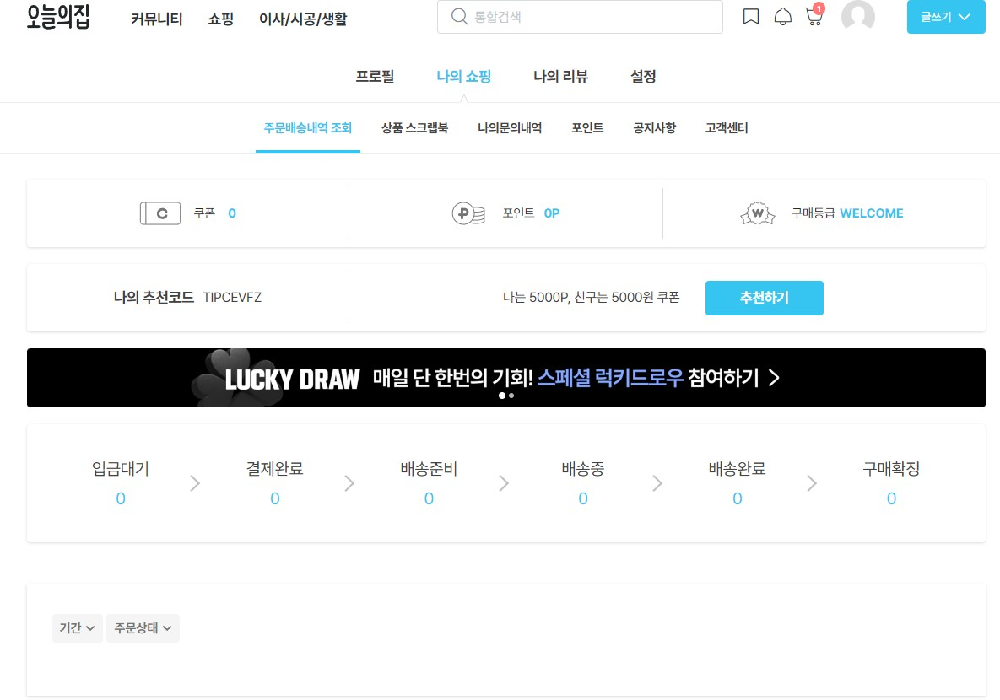 오늘의집 커뮤니티 쇼핑 이사/시공/생활 통합검색 1 글쓰기
프로필 나의 쇼핑 나의 리뷰 설정
주문배송내역 조회 상품 스크랩북 나의문의내역 포인트 공지사항 고객센터
C 쿠폰 0 P 포인트 0P W 구매등급 WELCOME
나의 추천코드 TIPCEVFZ 나는 5000P, 친구는 5000원 쿠폰 추천하기
LUCKY DRAW 매일 단 한번의 기회! 스페셜 럭키드로우 참여하기
입금대기 결제완료 배송준비 배송중 배송완료 구매확정
0 0 0 0 0 0
기간 주문상태